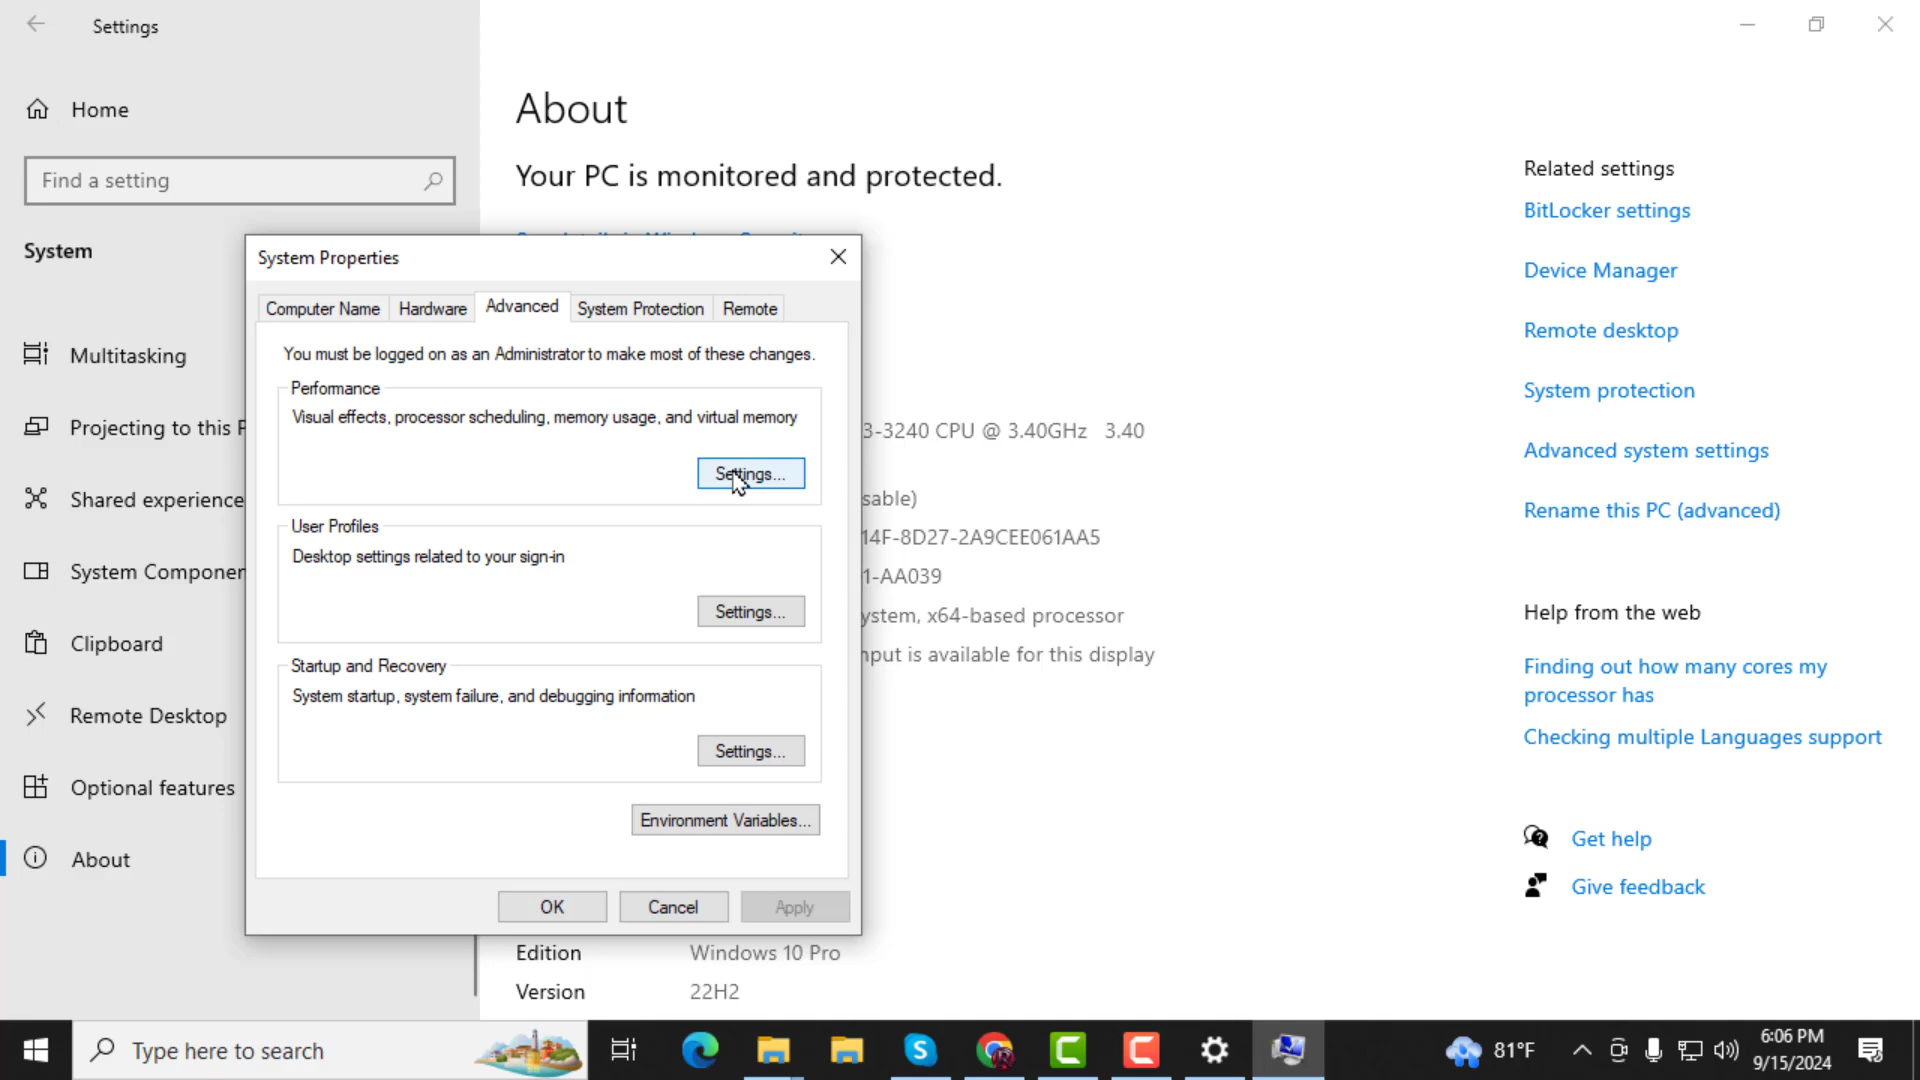 Settings
Home
Find a setting
System
Multitasking
Projecting to this P
Shared experience
System Componen
Clipboard
Remote Desktop
Optional features
About
About
Your PC is monitored and protected.
System Properties
Computer Name
Hardware
Advanced
System Protection
Remote
You must be logged on as an Administrator to make most of these changes.
Performance
Visual effects, processor scheduling, memory usage, and virtual memory
Settings...
User Profiles
Desktop settings related to your sign-in
Settings...
Startup and Recovery
System startup, system failure, and debugging information
Settings...
Environment Variables...
OK
Cancel
Apply
3-3240 CPU @ 3.40GHz 3.40
sable)
14F-8D27-2A9CEE061AA5
1-AA039
ystem, x64-based processor
nput is available for this display
Edition Windows 10 Pro
Version 22H2
Related settings
BitLocker settings
Device Manager
Remote desktop
System protection
Advanced system settings
Rename this PC (advanced)
Help from the web
Finding out how many cores my
processor has
Checking multiple Languages support
Get help
Give feedback
Type here to search
81°F
6:06 PM
9/15/2024